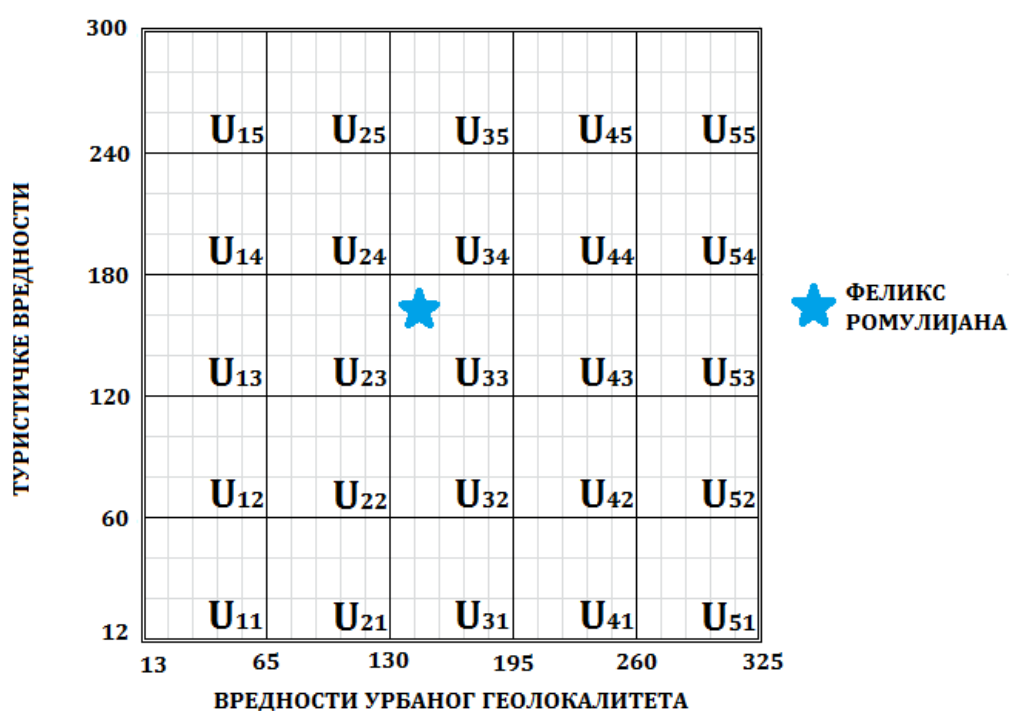 300
U15 U25 U35 U45 U55
240
U14 U24 U34 U44 U54
180
ФЕЛИКС
РОМУЛИЈАНА
U13 U23 U33 U43 U53
120
U12 U22 U32 U42 U52
60
U11 U21 U31 U41 U51
12
13 65 130 195 260 325
ТУРИСТИЧКЕ ВРЕДНОСТИ
ВРЕДНОСТИ УРБАНОГ ГЕОЛОКАЛИТЕТА